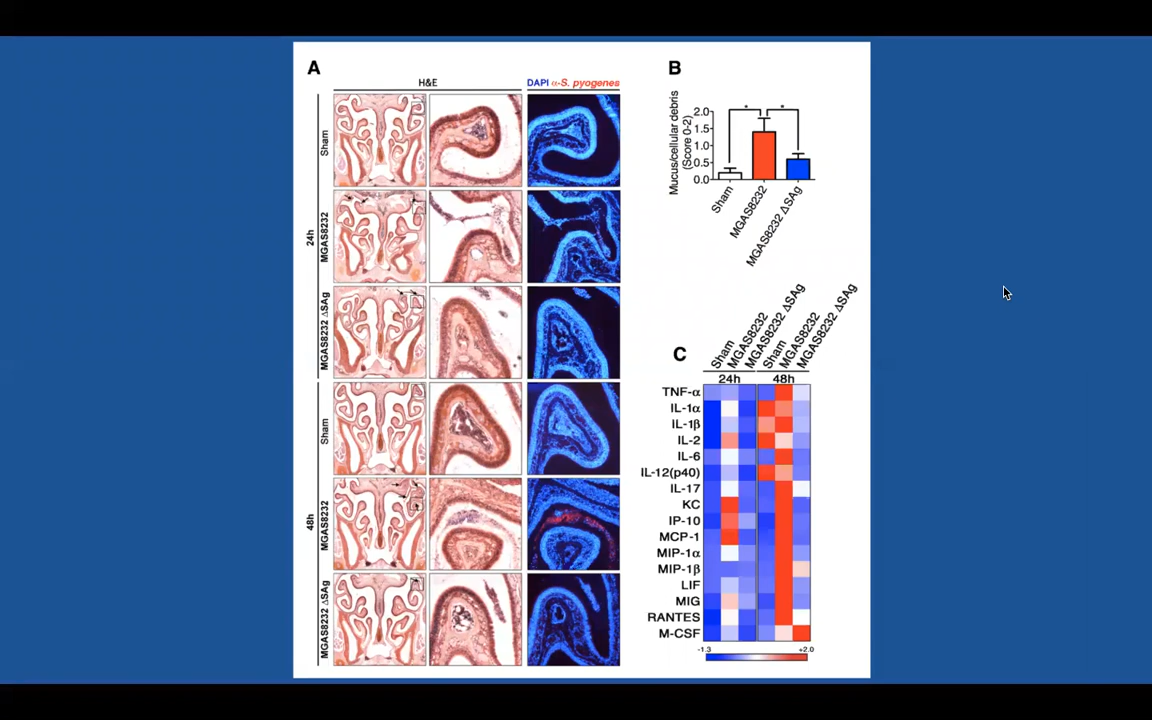 A
H&E
DAPI α-S. pyogenes
24h
Sham
MGAS8232
MGAS8232 ΔSAg
48h
Sham
MGAS8232
MGAS8232 ΔSAg
B
Mucus/cellular debris
(Score 0-2)
2.0
1.5
1.0
0.5
0.0
* *
Sham
MGAS8232
MGAS8232 ΔSAg
C
Sham
MGAS8232
MGAS8232 ΔSAg
Sham
MGAS8232
MGAS8232 ΔSAg
24h 48h
TNF-α
IL-1α
IL-1β
IL-2
IL-6
IL-12(p40)
IL-17
KC
IP-10
MCP-1
MIP-1α
MIP-1β
LIF
MIG
RANTES
M-CSF
-1.3 +2.0